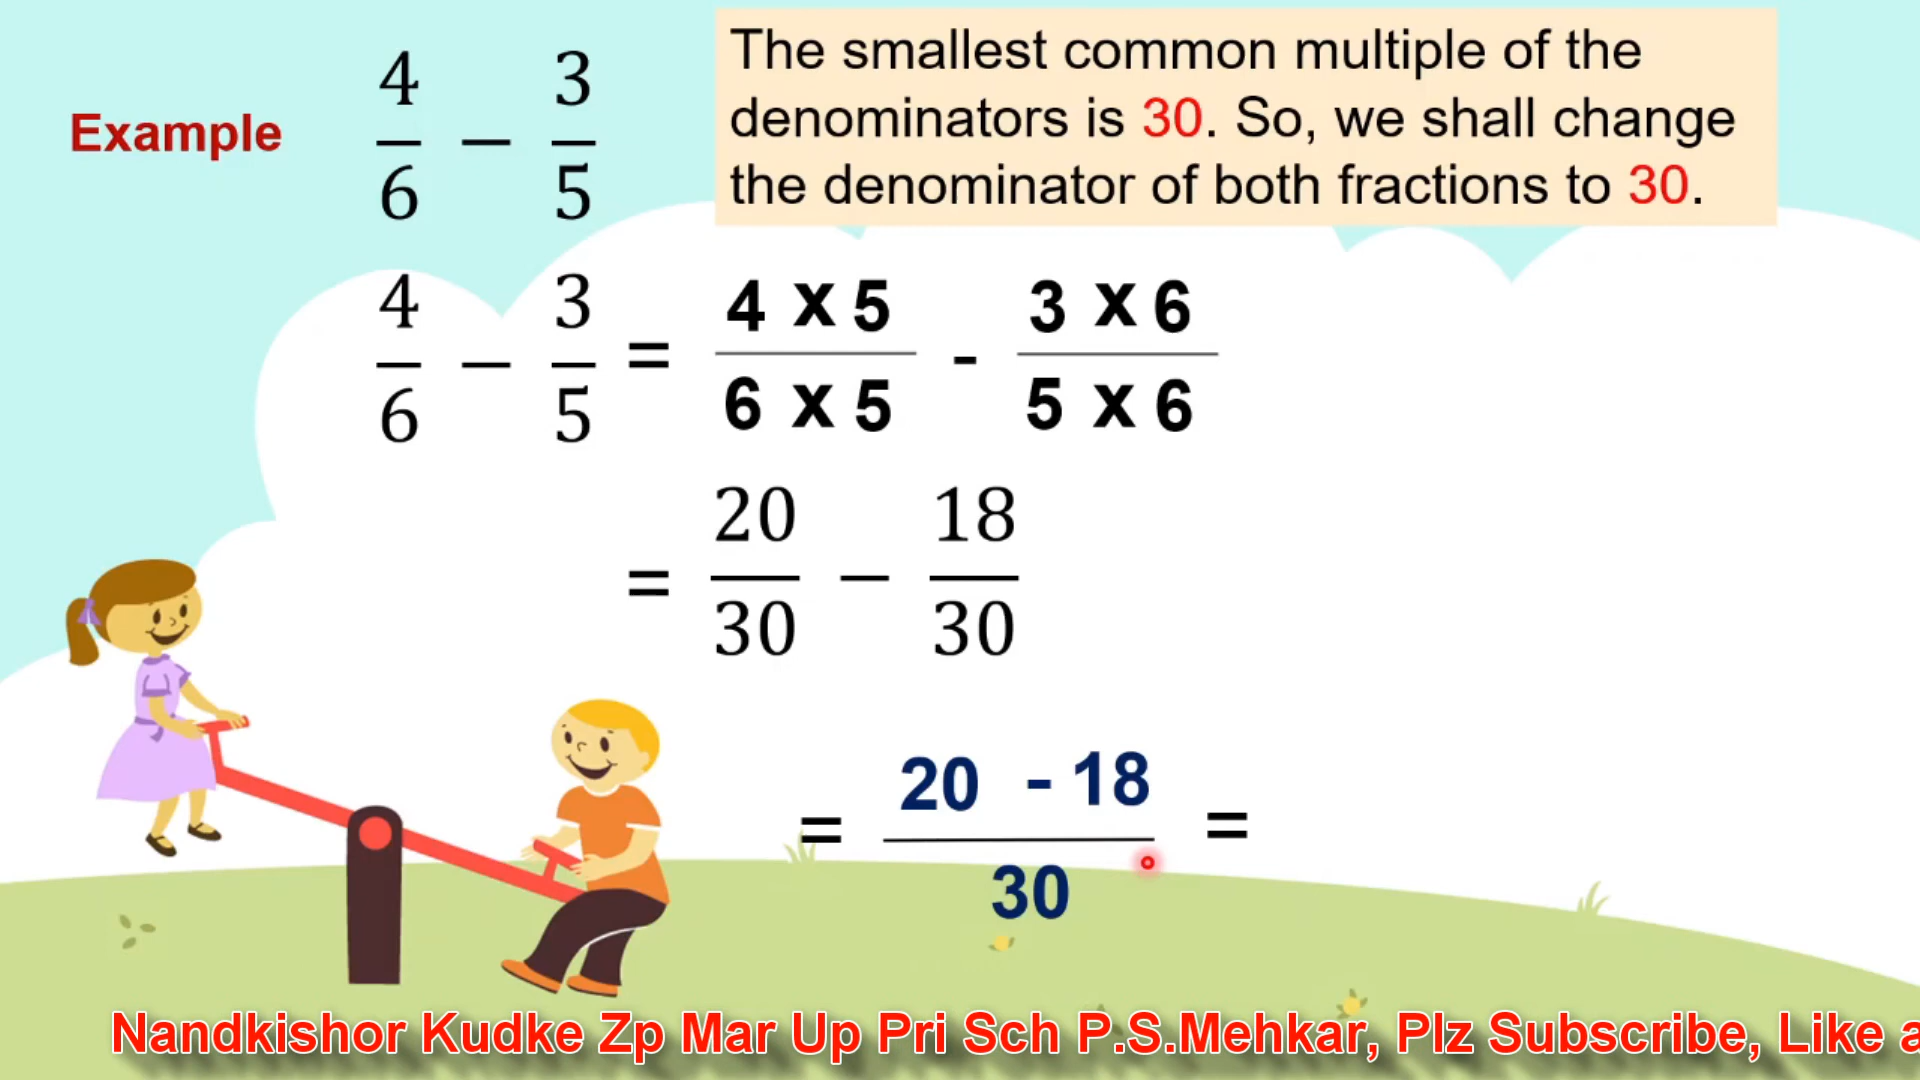 Example
4/6 − 3/5
The smallest common multiple of the
denominators is 30. So, we shall change
the denominator of both fractions to 30.
4/6 − 3/5 = 4 x 5/6 x 5 - 3 x 6/5 x 6
= 20/30 − 18/30
= 20 - 18/30 =
Nandkishor Kudke Zp Mar Up Pri Sch P.S.Mehkar, Plz Subscribe, Like a